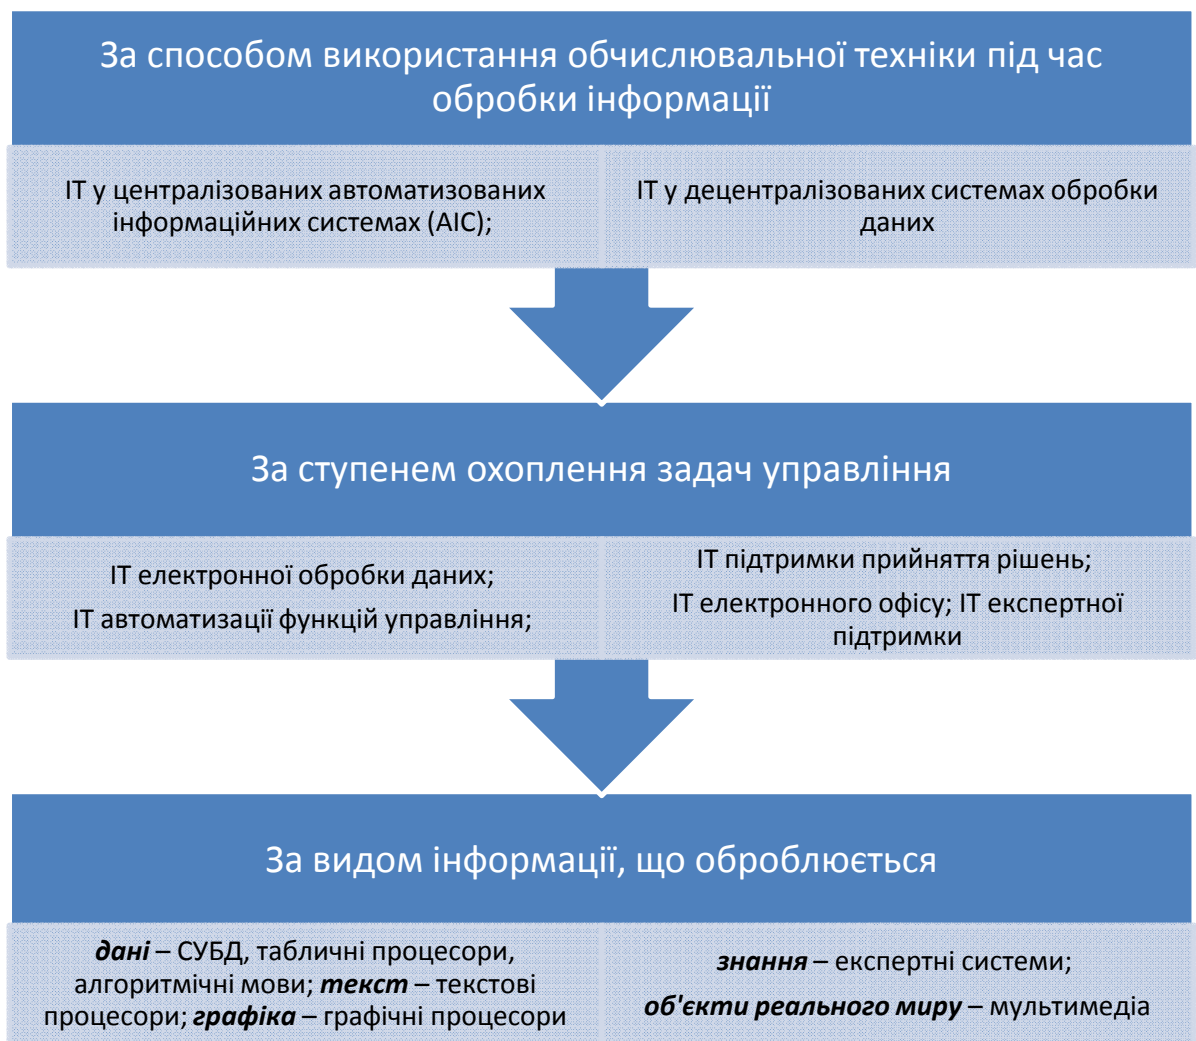 За способом використання обчислювальної техніки під час
обробки інформації
ІТ у централізованих автоматизованих
інформаційних системах (АІС);
ІТ у децентралізованих системах обробки
даних
За ступенем охоплення задач управління
ІТ електронної обробки даних;
ІТ автоматизації функцій управління;
ІТ підтримки прийняття рішень;
ІТ електронного офісу; ІТ експертної
підтримки
За видом інформації, що оброблюється
дані – СУБД, табличні процесори,
алгоритмічні мови; текст – текстові
процесори; графіка – графічні процесори
знання – експертні системи;
об'єкти реального миру – мультимедіа